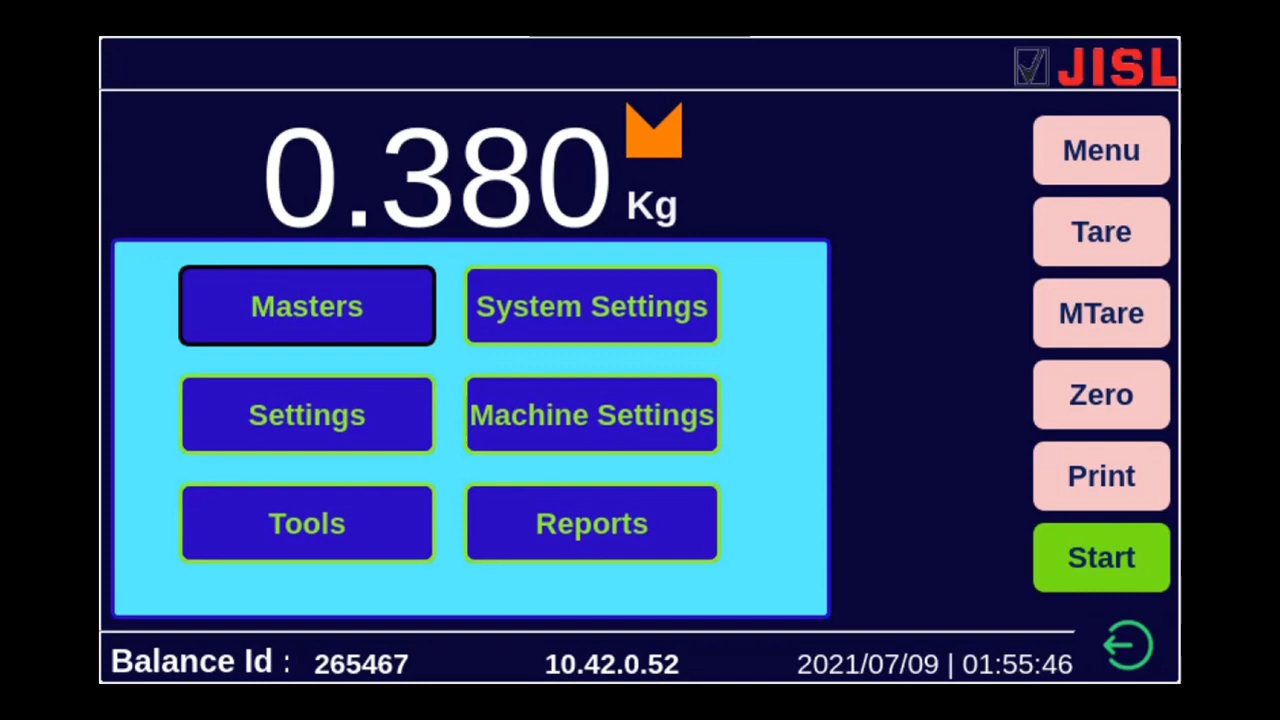 JISL
0.380 Kg
Menu
Tare
MTare
Zero
Print
Start
Masters
System Settings
Settings
Machine Settings
Tools
Reports
Balance Id : 265467
10.42.0.52
2021/07/09 | 01:55:46